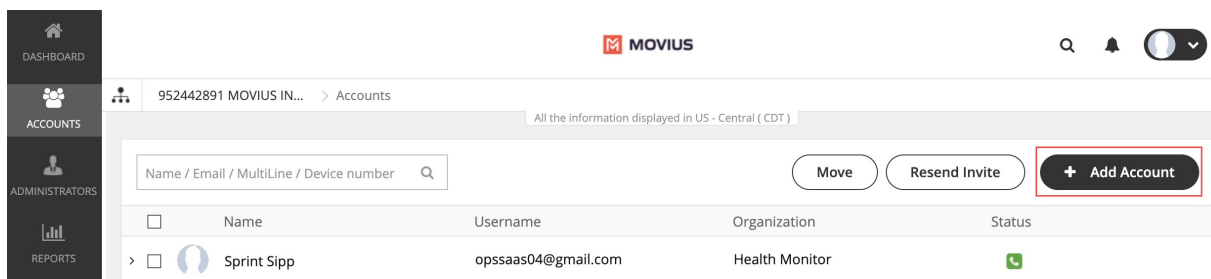 MOVIUS
DASHBOARD
952442891 MOVIUS IN... > Accounts
ACCOUNTS
All the information displayed in US - Central ( CDT )
Name / Email / MultiLine / Device number
Move
Resend Invite
+ Add Account
ADMINISTRATORS
Name Username Organization Status
REPORTS
> Sprint Sipp opssaas04@gmail.com Health Monitor